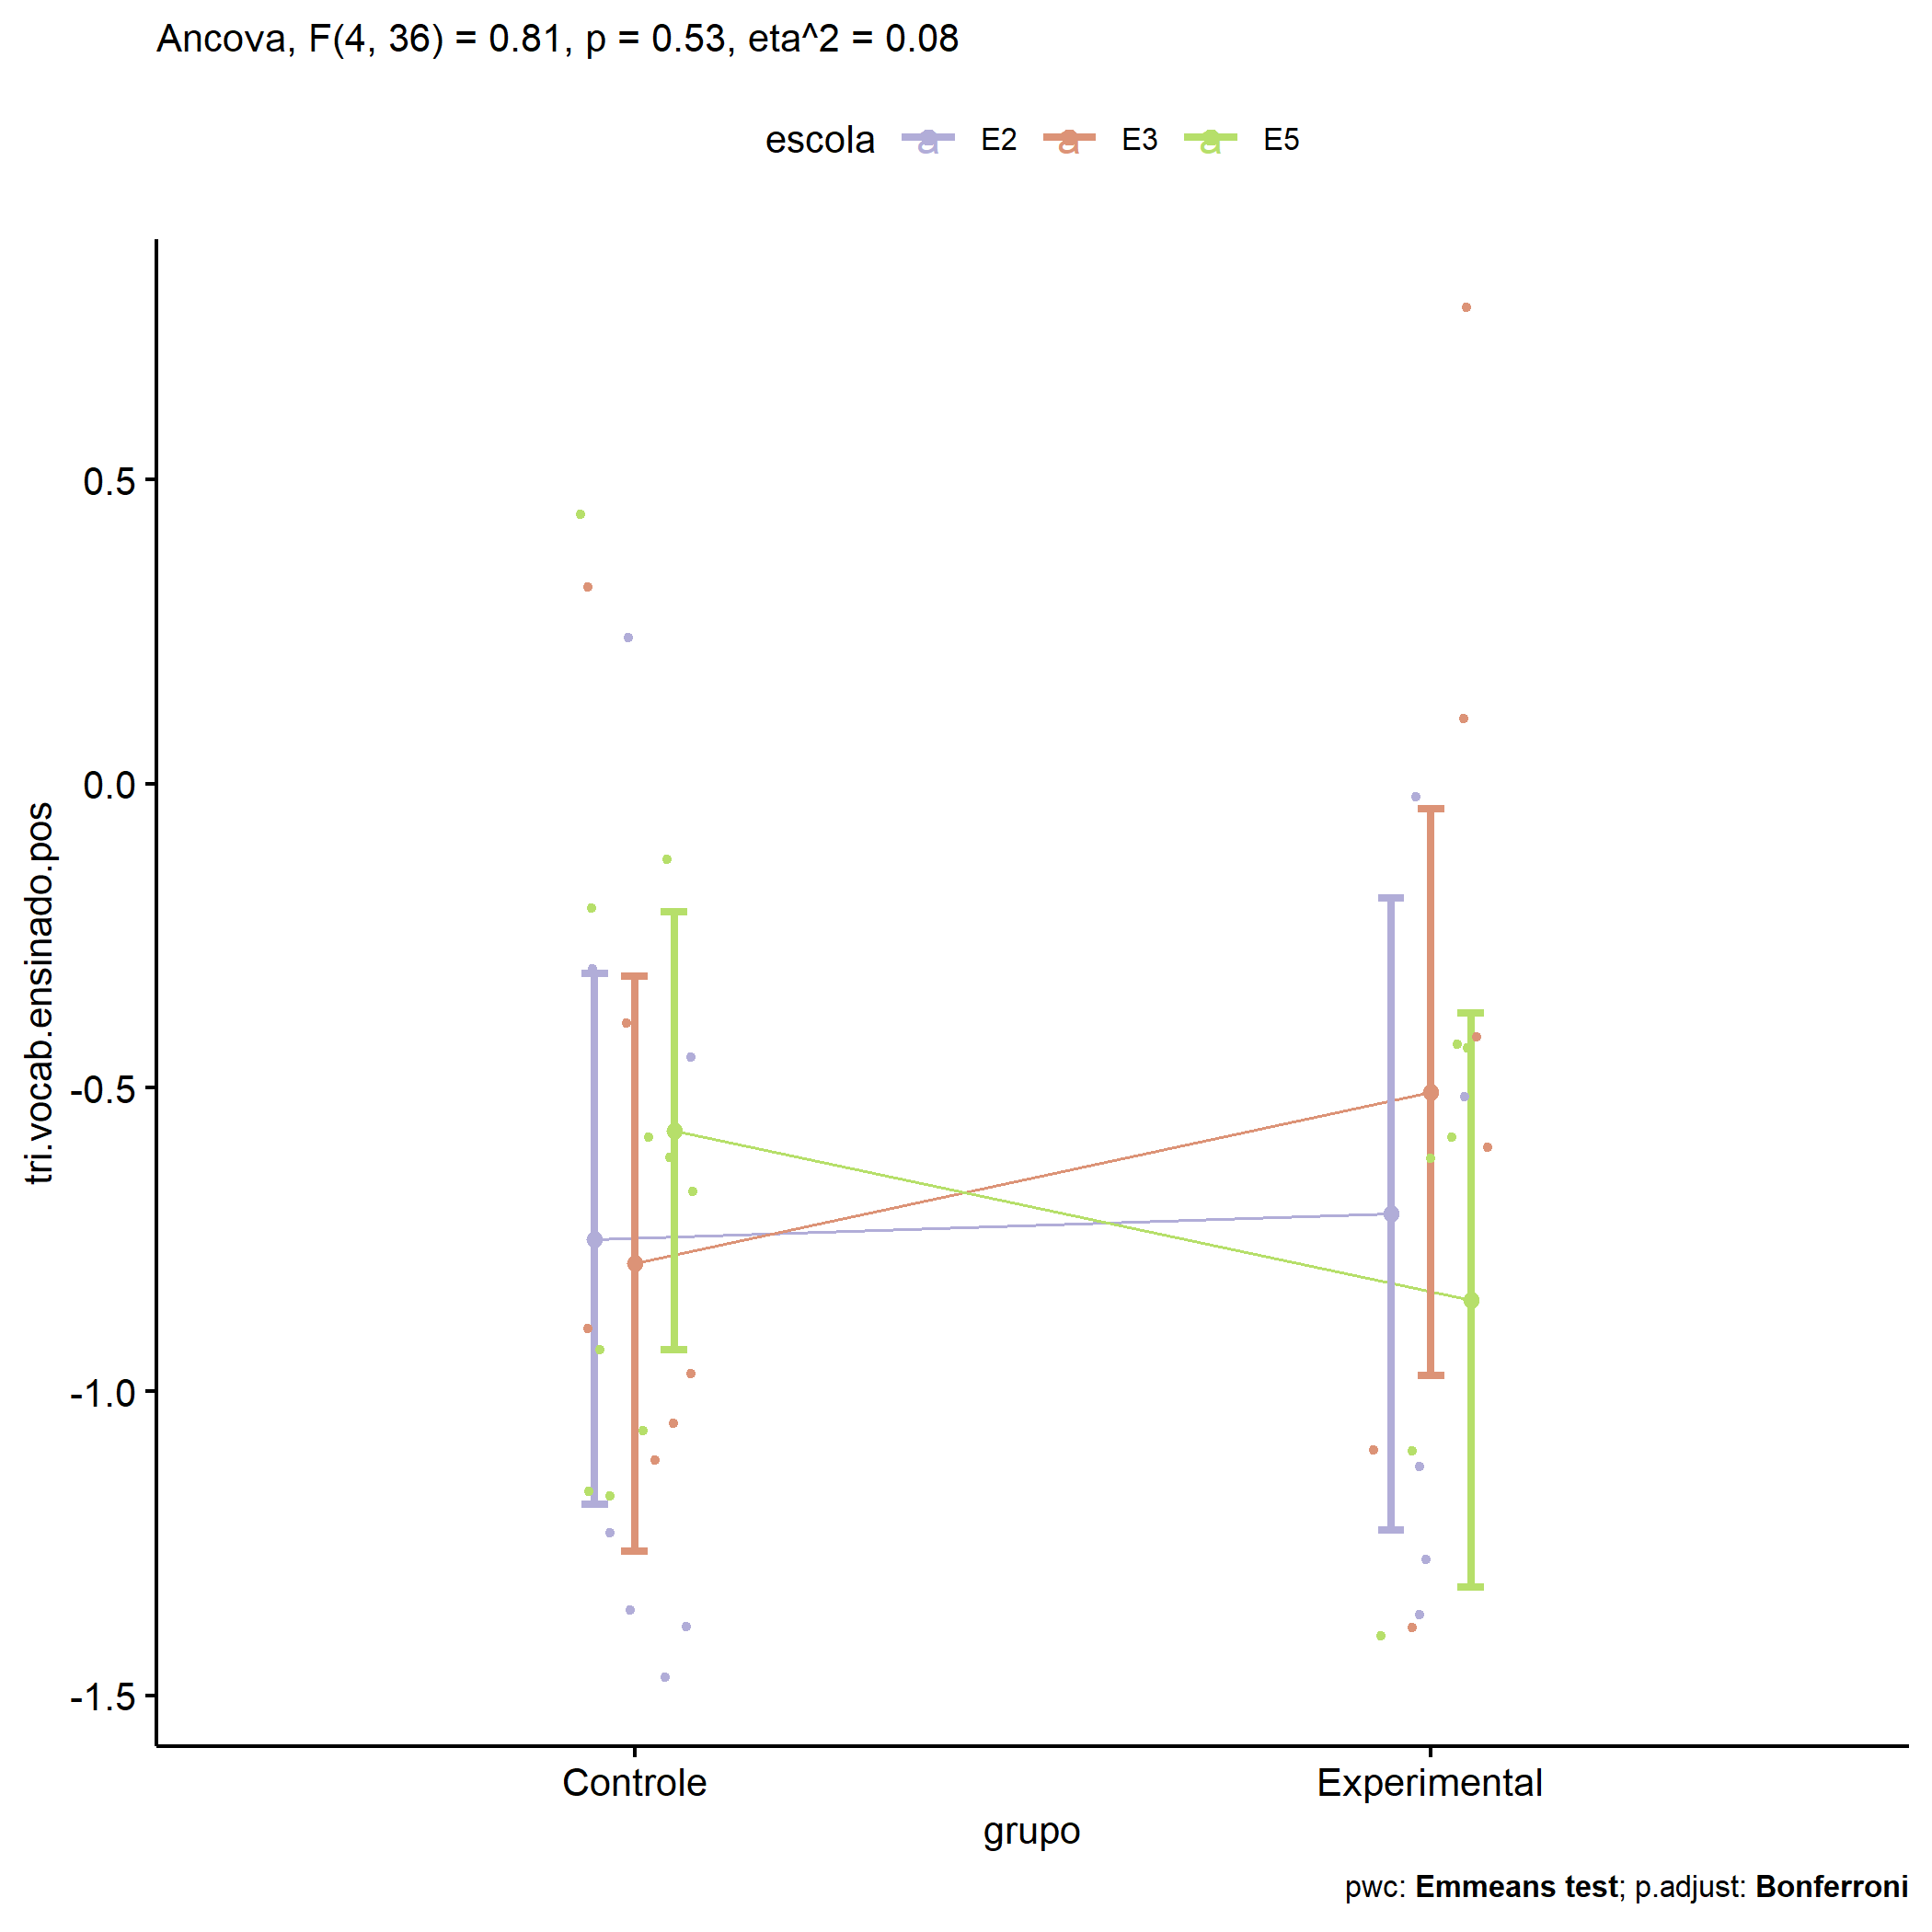 Ancova, F(4, 36) = 0.81, p = 0.53, eta^2 = 0.08
escola a E2 a E3 a E5
tri.vocab.ensinado.pos
0.5
0.0
-0.5
-1.0
-1.5
Controle Experimental
grupo
pwc: Emmeans test; p.adjust: Bonferroni